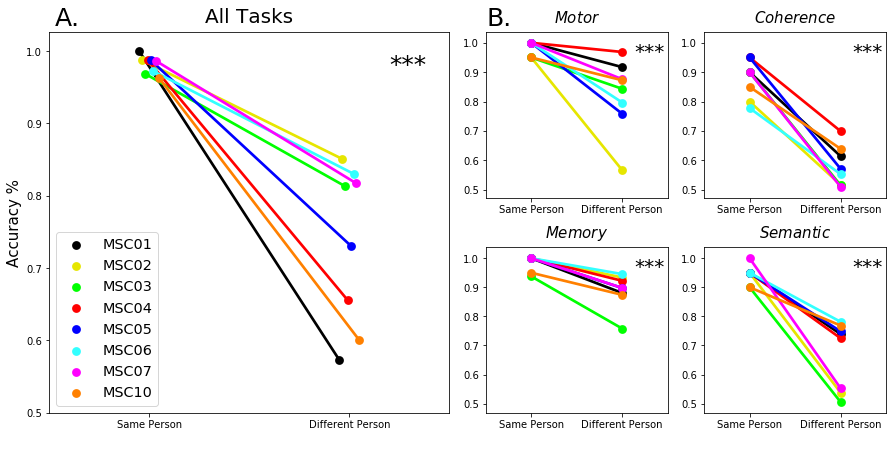 A.
All Tasks
***
Accuracy %
1.0
0.9
0.8
0.7
0.6
0.5
MSC01
MSC02
MSC03
MSC04
MSC05
MSC06
MSC07
MSC10
Same Person
Different Person
B.
Motor
***
1.0
0.9
0.8
0.7
0.6
0.5
Same Person
Different Person
Coherence
***
1.0
0.9
0.8
0.7
0.6
0.5
Same Person
Different Person
Memory
***
1.0
0.9
0.8
0.7
0.6
0.5
Same Person
Different Person
Semantic
***
1.0
0.9
0.8
0.7
0.6
0.5
Same Person
Different Person